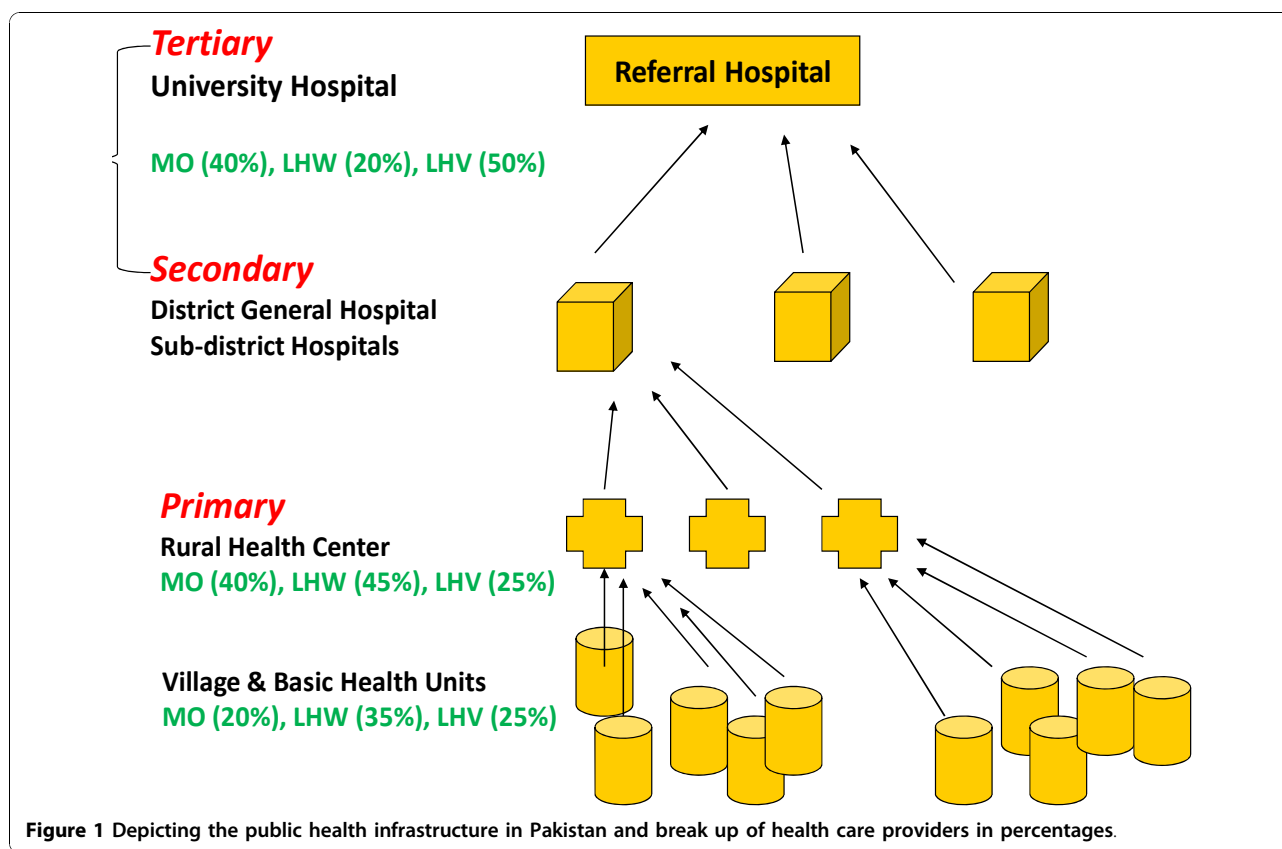 Tertiary
University Hospital
Referral Hospital
MO (40%), LHW (20%), LHV (50%)
Secondary
District General Hospital
Sub-district Hospitals
Primary
Rural Health Center
MO (40%), LHW (45%), LHV (25%)
Village & Basic Health Units
MO (20%), LHW (35%), LHV (25%)
Figure 1 Depicting the public health infrastructure in Pakistan and break up of health care providers in percentages.